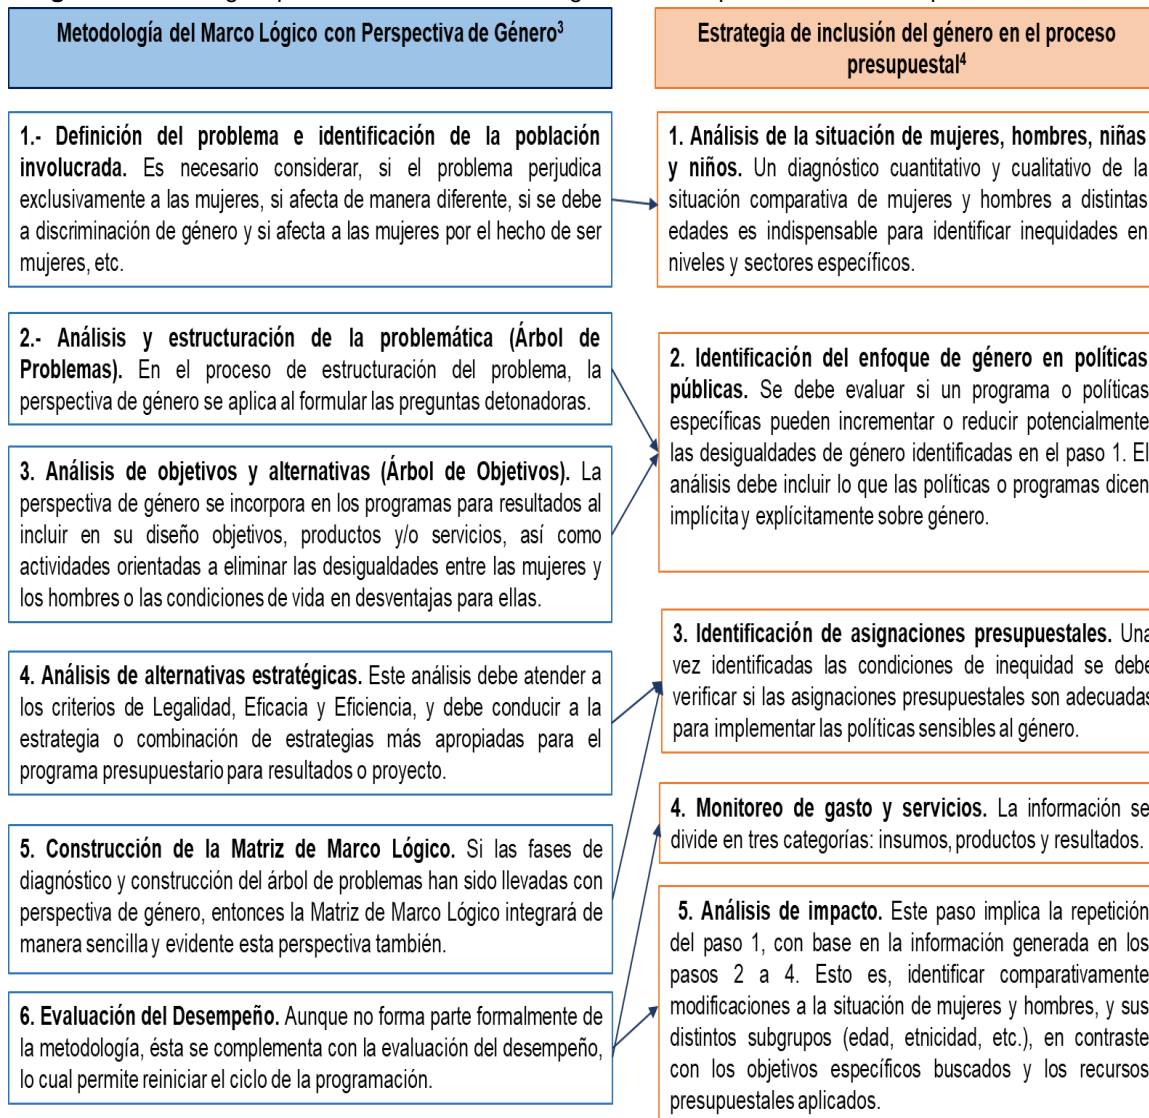 Metodología del Marco Lógico con Perspectiva de Género³
1.- Definición del problema e identificación de la población
involucrada. Es necesario considerar, si el problema perjudica
exclusivamente a las mujeres, si afecta de manera diferente, si se debe
a discriminación de género y si afecta a las mujeres por el hecho de ser
mujeres, etc.
2.- Análisis y estructuración de la problemática (Árbol de
Problemas). En el proceso de estructuración del problema, la
perspectiva de género se aplica al formular las preguntas detonadoras.
3. Análisis de objetivos y alternativas (Árbol de Objetivos). La
perspectiva de género se incorpora en los programas para resultados al
incluir en su diseño objetivos, productos y/o servicios, así como
actividades orientadas a eliminar las desigualdades entre las mujeres y
los hombres o las condiciones de vida en desventajas para ellas.
4. Análisis de alternativas estratégicas. Este análisis debe atender a
los criterios de Legalidad, Eficacia y Eficiencia, y debe conducir a la
estrategia o combinación de estrategias más apropiadas para el
programa presupuestario para resultados o proyecto.
5. Construcción de la Matriz de Marco Lógico. Si las fases de
diagnóstico y construcción del árbol de problemas han sido llevadas con
perspectiva de género, entonces la Matriz de Marco Lógico integrará de
manera sencilla y evidente esta perspectiva también.
6. Evaluación del Desempeño. Aunque no forma parte formalmente de
la metodología, ésta se complementa con la evaluación del desempeño,
lo cual permite reiniciar el ciclo de la programación.
Estrategia de inclusión del género en el proceso
presupuestal⁴
1. Análisis de la situación de mujeres, hombres, niñas
y niños. Un diagnóstico cuantitativo y cualitativo de la
situación comparativa de mujeres y hombres a distintas
edades es indispensable para identificar inequidades en
niveles y sectores específicos.
2. Identificación del enfoque de género en políticas
públicas. Se debe evaluar si un programa o políticas
específicas pueden incrementar o reducir potencialmente
las desigualdades de género identificadas en el paso 1. El
análisis debe incluir lo que las políticas o programas dicen
implícita y explícitamente sobre género.
3. Identificación de asignaciones presupuestales. Una
vez identificadas las condiciones de inequidad se debe
verificar si las asignaciones presupuestales son adecuadas
para implementar las políticas sensibles al género.
4. Monitoreo de gasto y servicios. La información se
divide en tres categorías: insumos, productos y resultados.
5. Análisis de impacto. Este paso implica la repetición
del paso 1, con base en la información generada en los
pasos 2 a 4. Esto es, identificar comparativamente
modificaciones a la situación de mujeres y hombres, y sus
distintos subgrupos (edad, etnicidad, etc.), en contraste
con los objetivos específicos buscados y los recursos
presupuestales aplicados.